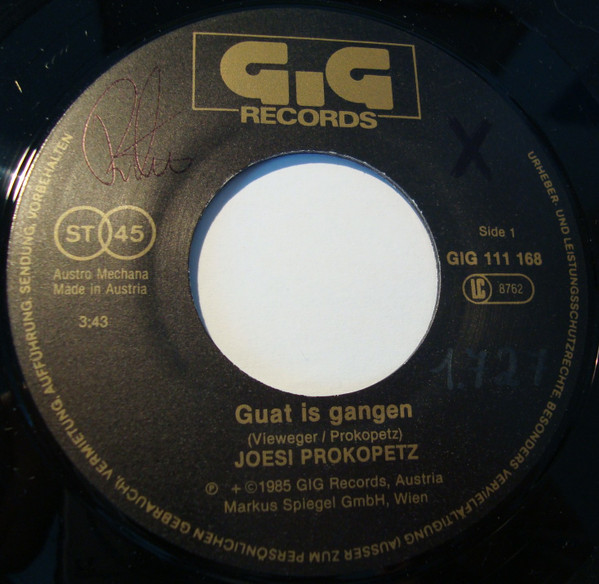 GiG
RECORDS
X
ST 45
Austro Mechana
Made in Austria
3:43
Side 1
GIG 111 168
LC 8762
Guat is gangen
(Vieweger / Prokopetz)
JOESI PROKOPETZ
℗ + © 1985 GIG Records, Austria
Markus Spiegel GmbH, Wien
URHEBER- UND LEISTUNGSSCHUTZRECHTE, BESONDERS VERVIELFÄLTIGUNG (AUSSER ZUM PERSÖNLICHEN GEBRAUCH), VERMIETUNG, AUFFÜHRUNG, SENDUNG, VORBEHALTEN